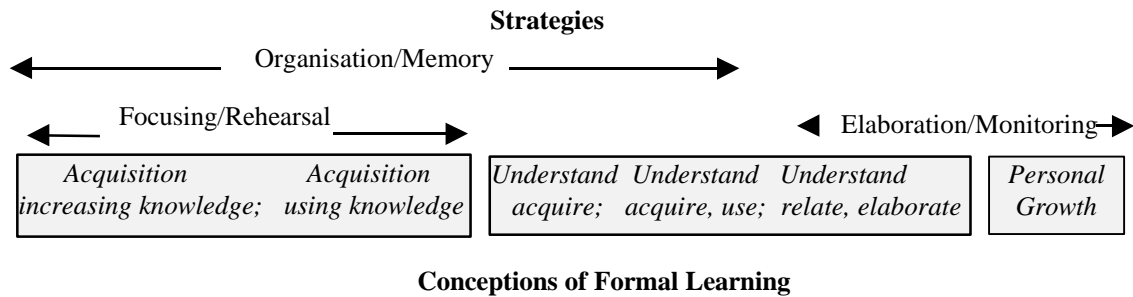 Strategies
Organisation/Memory
Focusing/Rehearsal
Elaboration/Monitoring
Acquisition Acquisition
increasing knowledge; using knowledge
Understand Understand Understand
acquire; acquire, use; relate, elaborate
Personal
Growth
Conceptions of Formal Learning